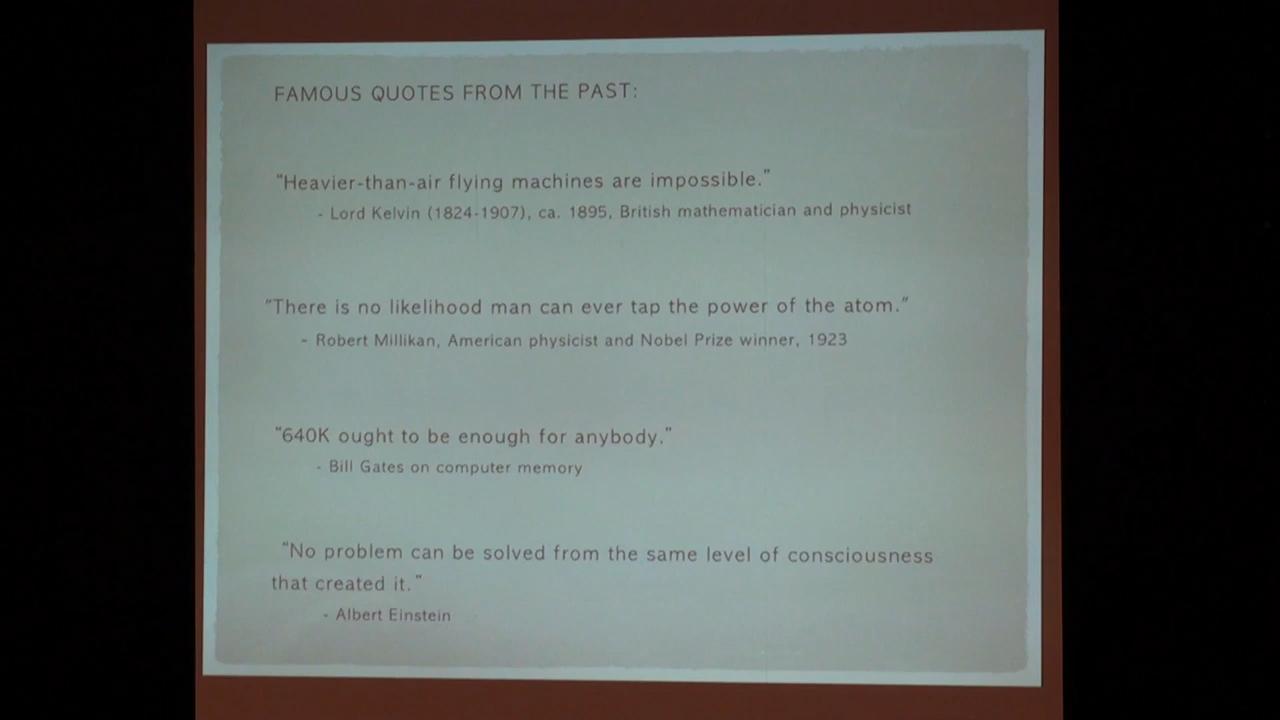 FAMOUS QUOTES FROM THE PAST:
"Heavier-than-air flying machines are impossible."
- Lord Kelvin (1824-1907), ca. 1895, British mathematician and physicist
"There is no likelihood man can ever tap the power of the atom."
- Robert Millikan, American physicist and Nobel Prize winner, 1923
"640K ought to be enough for anybody."
- Bill Gates on computer memory
"No problem can be solved from the same level of consciousness
that created it."
- Albert Einstein